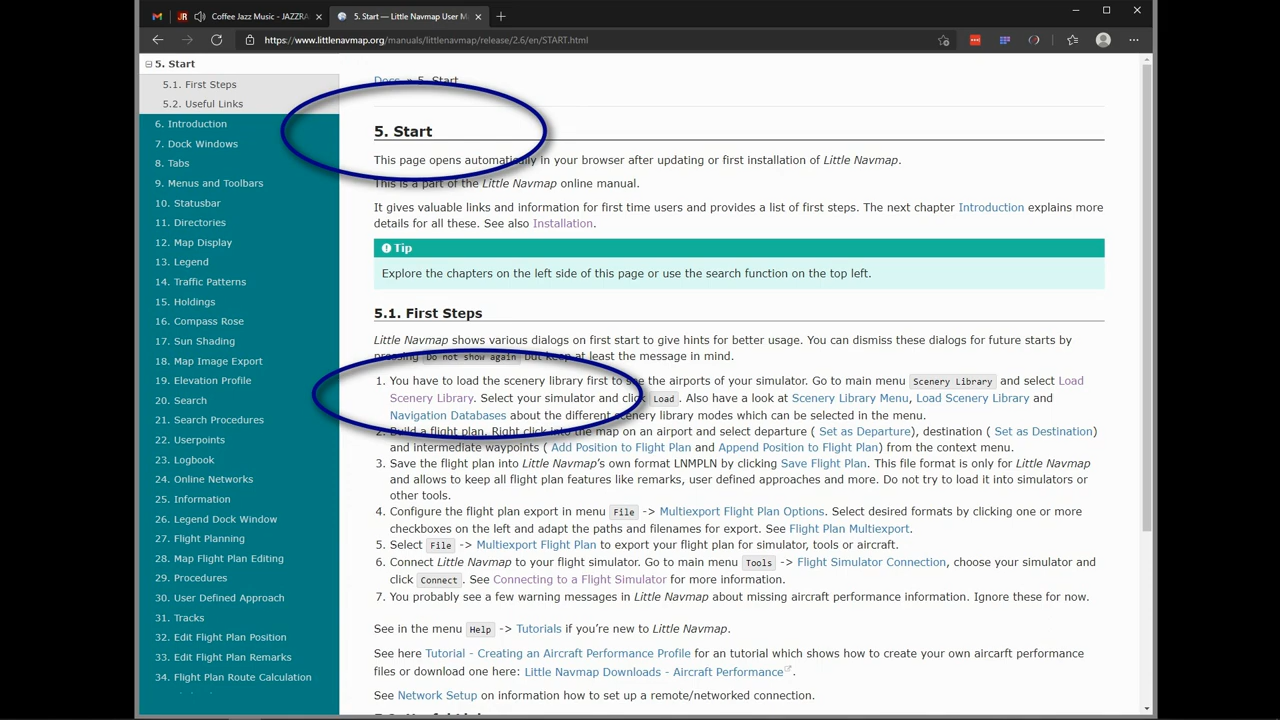 Coffee Jazz Music - JAZZRA
5. Start — Little Navmap User M
https://www.littlenavmap.org/manuals/littlenavmap/release/2.6/en/START.html
5. Start
5.1. First Steps
5.2. Useful Links
6. Introduction
7. Dock Windows
8. Tabs
9. Menus and Toolbars
10. Statusbar
11. Directories
12. Map Display
13. Legend
14. Traffic Patterns
15. Holdings
16. Compass Rose
17. Sun Shading
18. Map Image Export
19. Elevation Profile
20. Search
21. Search Procedures
22. Userpoints
23. Logbook
24. Online Networks
25. Information
26. Legend Dock Window
27. Flight Planning
28. Map Flight Plan Editing
29. Procedures
30. User Defined Approach
31. Tracks
32. Edit Flight Plan Position
33. Edit Flight Plan Remarks
34. Flight Plan Route Calculation
Docs » 5. Start
5. Start
This page opens automatically in your browser after updating or first installation of Little Navmap.
This is a part of the Little Navmap online manual.
It gives valuable links and information for first time users and provides a list of first steps. The next chapter Introduction explains more
details for all these. See also Installation.
Tip
Explore the chapters on the left side of this page or use the search function on the top left.
5.1. First Steps
Little Navmap shows various dialogs on first start to give hints for better usage. You can dismiss these dialogs for future starts by
pressing Do not show again but keep at least the message in mind.
1. You have to load the scenery library first to see the airports of your simulator. Go to main menu Scenery Library and select Load
Scenery Library. Select your simulator and click Load. Also have a look at Scenery Library Menu, Load Scenery Library and
Navigation Databases about the different scenery library modes which can be selected in the menu.
2. Build a flight plan. Right click into the map on an airport and select departure ( Set as Departure), destination ( Set as Destination)
and intermediate waypoints ( Add Position to Flight Plan and Append Position to Flight Plan) from the context menu.
3. Save the flight plan into Little Navmap's own format LNMPLN by clicking Save Flight Plan. This file format is only for Little Navmap
and allows to keep all flight plan features like remarks, user defined approaches and more. Do not try to load it into simulators or
other tools.
4. Configure the flight plan export in menu File -> Multiexport Flight Plan Options. Select desired formats by clicking one or more
checkboxes on the left and adapt the paths and filenames for export. See Flight Plan Multiexport.
5. Select File -> Multiexport Flight Plan to export your flight plan for simulator, tools or aircraft.
6. Connect Little Navmap to your flight simulator. Go to main menu Tools -> Flight Simulator Connection, choose your simulator and
click Connect. See Connecting to a Flight Simulator for more information.
7. You probably see a few warning messages in Little Navmap about missing aircraft performance information. Ignore these for now.
See in the menu Help -> Tutorials if you're new to Little Navmap.
See here Tutorial - Creating an Aircraft Performance Profile for an tutorial which shows how to create your own aircarft performance
files or download one here: Little Navmap Downloads - Aircraft Performance.
See Network Setup on information how to set up a remote/networked connection.